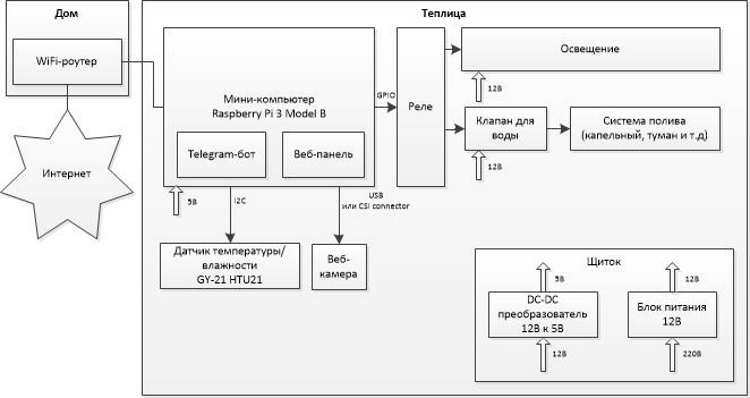 Дом
WiFi-роутер
Интернет
Теплица
Мини-компьютер
Raspberry Pi 3 Model B
Telegram-бот
Веб-панель
GPIO
Реле
Освещение
12В
Клапан для
воды
12В
Система полива
(капельный, туман и т.д)
5В
I2C
USB
или CSI connector
Датчик температуры/
влажности
GY-21 HTU21
Веб-
камера
Щиток
5В
DC-DC
преобразователь
12В к 5В
12В
12В
Блок питания
12В
220В